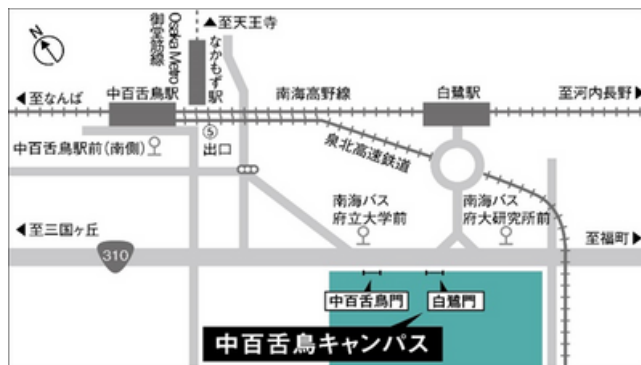 ▲至天王寺
Osaka Metro
御堂筋線
なかもず駅
◀至なんば
中百舌鳥駅
南海高野線
白鷺駅
至河内長野▶
⑤
出口
中百舌鳥駅前(南側)
泉北高速鉄道
南海バス
府立大学前
南海バス
府大研究所前
◀至三国ヶ丘
310
至福町▶
中百舌鳥門
白鷺門
中百舌鳥キャンパス